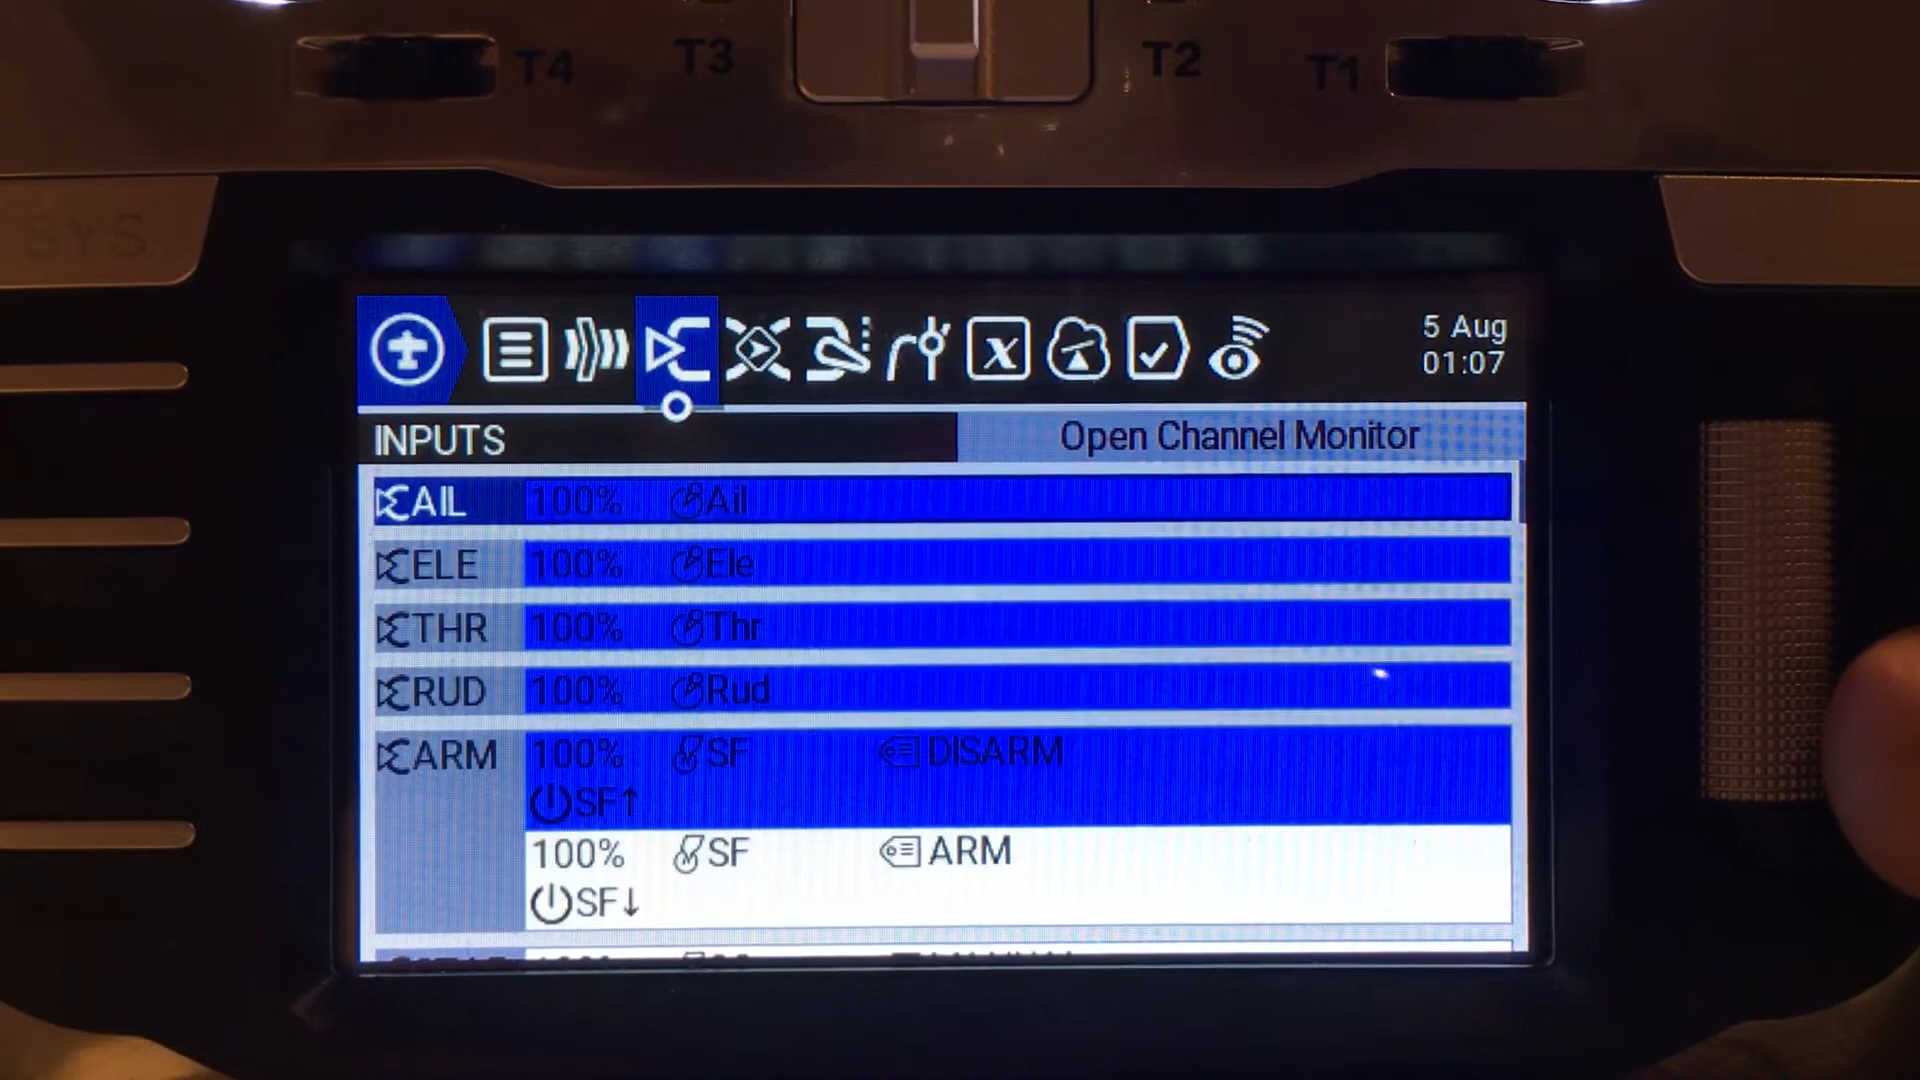 T4
T3
T2
T1
SYS
5 Aug
01:07
INPUTS
Open Channel Monitor
AIL 100% Ail
ELE 100% Ele
THR 100% Thr
RUD 100% Rud
ARM 100% SF DISARM
SF↑
100% SF ARM
SF↓